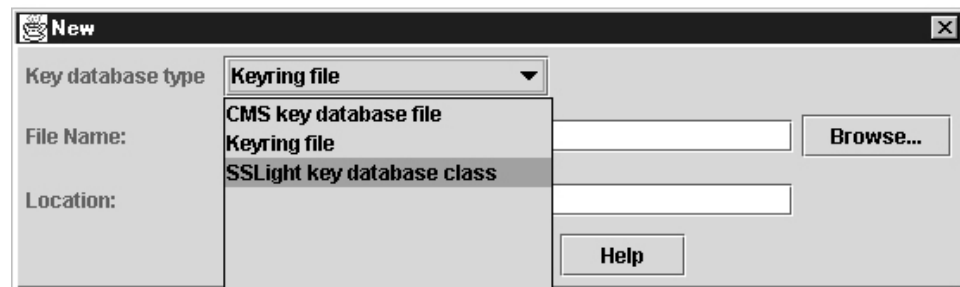 New
Key database type Keyring file
CMS key database file
File Name: Keyring file Browse...
SSLight key database class
Location:
Help